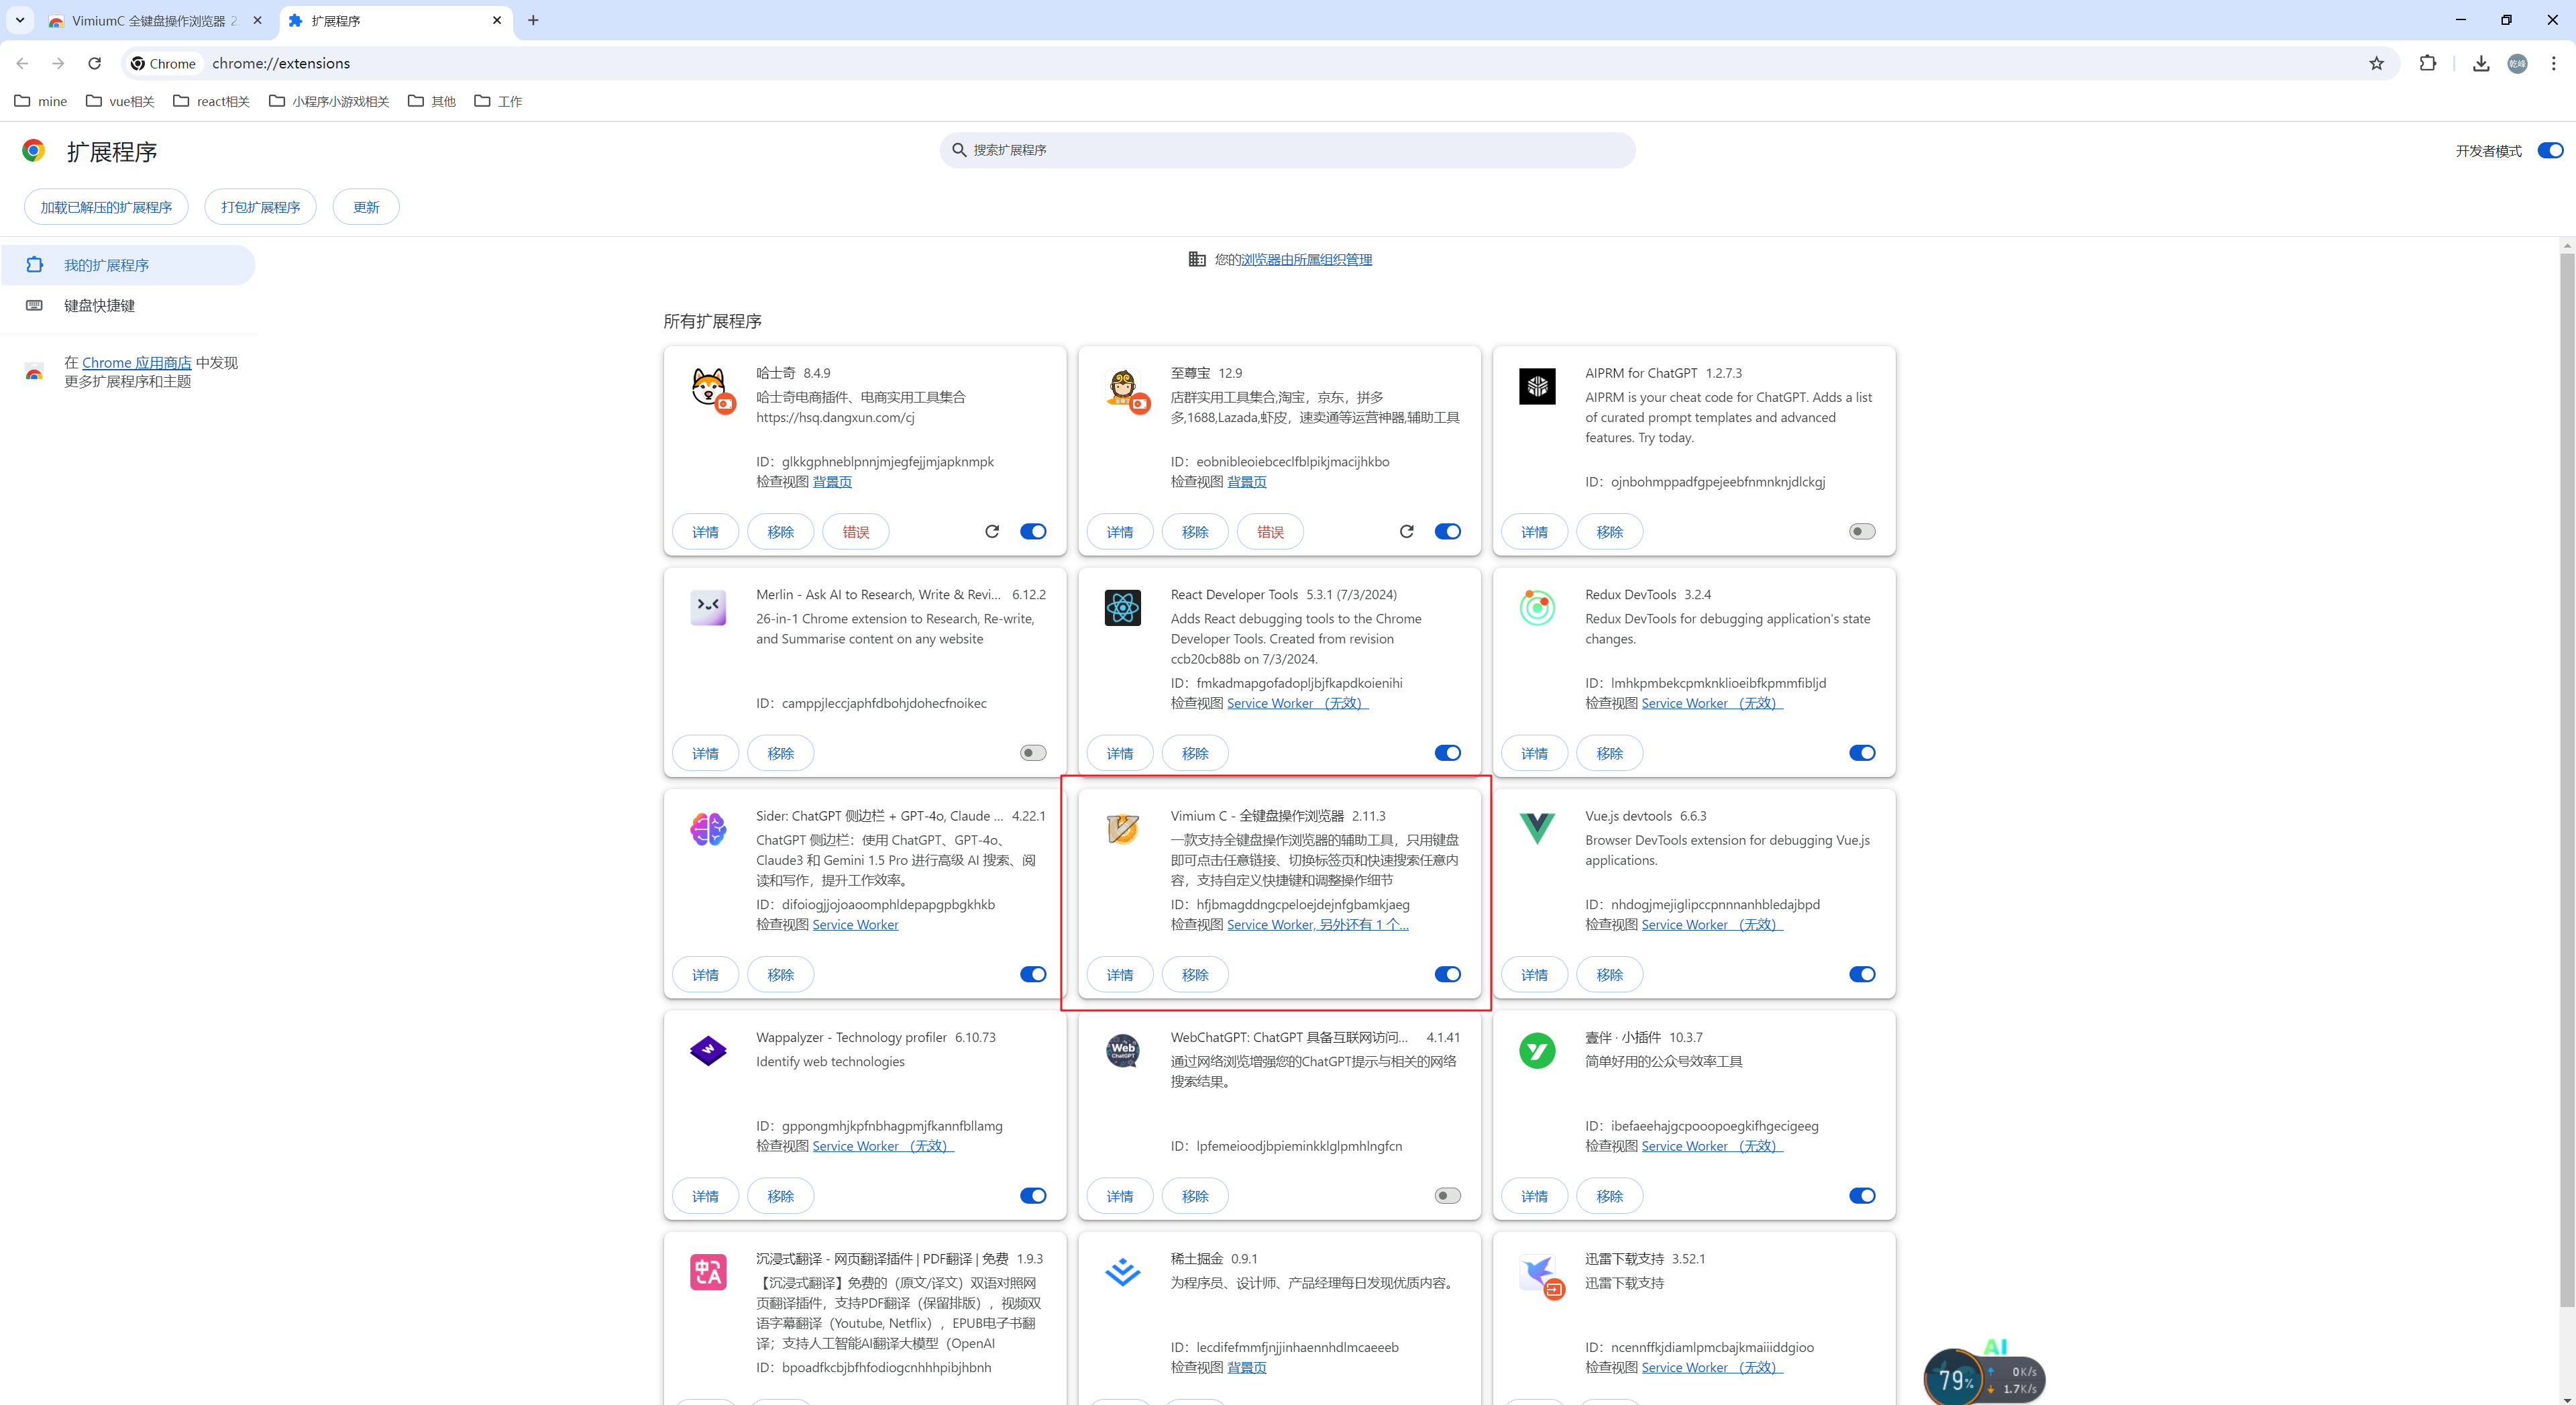 VimiumC 全键盘操作浏览器 2
扩展程序
Chrome
chrome://extensions
乾峰
mine
vue相关
react相关
小程序小游戏相关
其他
工作
扩展程序
搜索扩展程序
开发者模式
加载已解压的扩展程序
打包扩展程序
更新
我的扩展程序
键盘快捷键
在 Chrome 应用商店 中发现
更多扩展程序和主题
您的浏览器由所属组织管理
所有扩展程序
哈士奇 8.4.9
哈士奇电商插件、电商实用工具集合
https://hsq.dangxun.com/cj
ID：glkkgphneblpnnjmjegfejjmjapknmpk
检查视图 背景页
详情 移除 错误
至尊宝 12.9
店群实用工具集合,淘宝，京东，拼多
多,1688,Lazada,虾皮，速卖通等运营神器,辅助工具
ID：eobnibleoiebceclfblpikjmacijhkbo
检查视图 背景页
详情 移除 错误
AIPRM for ChatGPT 1.2.7.3
AIPRM is your cheat code for ChatGPT. Adds a list
of curated prompt templates and advanced
features. Try today.
ID：ojnbohmppadfgpejeebfnmnknjdlckgj
详情 移除
Merlin - Ask AI to Research, Write & Revi... 6.12.2
26-in-1 Chrome extension to Research, Re-write,
and Summarise content on any website
ID：camppjleccjaphfdbohjdohecfnoikec
详情 移除
React Developer Tools 5.3.1 (7/3/2024)
Adds React debugging tools to the Chrome
Developer Tools. Created from revision
ccb20cb88b on 7/3/2024.
ID：fmkadmapgofadopljbjfkapdkoienihi
检查视图 Service Worker （无效）
详情 移除
Redux DevTools 3.2.4
Redux DevTools for debugging application's state
changes.
ID：lmhkpmbekcpmknklioeibfkpmmfibljd
检查视图 Service Worker （无效）
详情 移除
Sider: ChatGPT 侧边栏 + GPT-4o, Claude ... 4.22.1
ChatGPT 侧边栏：使用 ChatGPT、GPT-4o、
Claude3 和 Gemini 1.5 Pro 进行高级 AI 搜索、阅
读和写作，提升工作效率。
ID：difoiogjjojoaoomphldepapgpbgkhkb
检查视图 Service Worker
详情 移除
Vimium C - 全键盘操作浏览器 2.11.3
一款支持全键盘操作浏览器的辅助工具，只用键盘
即可点击任意链接、切换标签页和快速搜索任意内
容，支持自定义快捷键和调整操作细节
ID：hfjbmagddngcpeloejdejnfgbamkjaeg
检查视图 Service Worker, 另外还有 1 个...
详情 移除
Vue.js devtools 6.6.3
Browser DevTools extension for debugging Vue.js
applications.
ID：nhdogjmejiglipccpnnnanhbledajbpd
检查视图 Service Worker （无效）
详情 移除
Wappalyzer - Technology profiler 6.10.73
Identify web technologies
ID：gppongmhjkpfnbhagpmjfkannfbllamg
检查视图 Service Worker （无效）
详情 移除
Web
ChatGPT
WebChatGPT: ChatGPT 具备互联网访问... 4.1.41
通过网络浏览增强您的ChatGPT提示与相关的网络
搜索结果。
ID：lpfemeioodjbpieminkklglpmhlngfcn
详情 移除
壹伴 · 小插件 10.3.7
简单好用的公众号效率工具
ID：ibefaeehajgcpooopoegkifhgecigeeg
检查视图 Service Worker （无效）
详情 移除
中A
沉浸式翻译 - 网页翻译插件 | PDF翻译 | 免费 1.9.3
【沉浸式翻译】免费的（原文/译文）双语对照网
页翻译插件，支持PDF翻译（保留排版），视频双
语字幕翻译（Youtube, Netflix），EPUB电子书翻
译；支持人工智能AI翻译大模型（OpenAI
ID：bpoadfkcbjbfhfodiogcnhhhpibjhbnh
稀土掘金 0.9.1
为程序员、设计师、产品经理每日发现优质内容。
ID：lecdifefmmfjnjjinhaennhdlmcaeeeb
检查视图 背景页
迅雷下载支持 3.52.1
迅雷下载支持
ID：ncennffkjdiamlpmcbajkmaiiiddgioo
检查视图 Service Worker （无效）
AI
79%
0K/s
1.7K/s